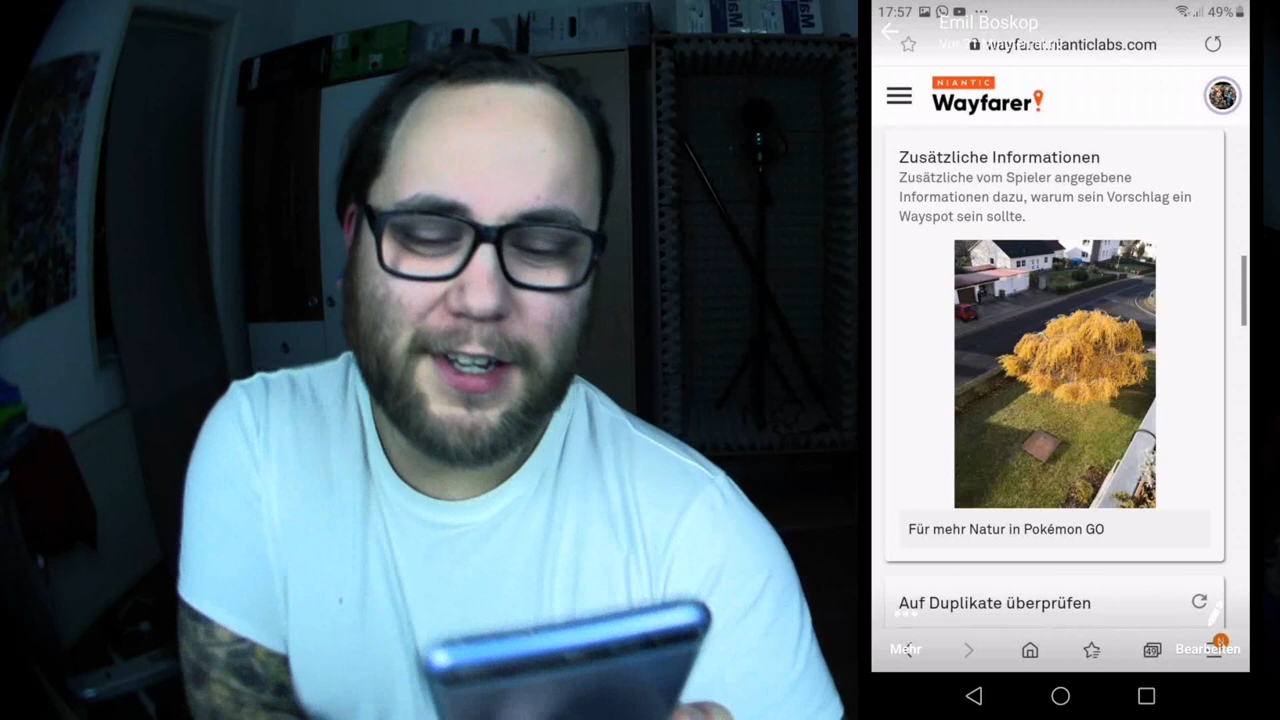 17:57
49%
Emil Boskop
wayfarer.nianticlabs.com
NIANTIC
Wayfarer
Zusätzliche Informationen
Zusätzliche vom Spieler angegebene
Informationen dazu, warum sein Vorschlag ein
Wayspot sein sollte.
Für mehr Natur in Pokémon GO
Auf Duplikate überprüfen
Mehr
49
N
Bearbeiten